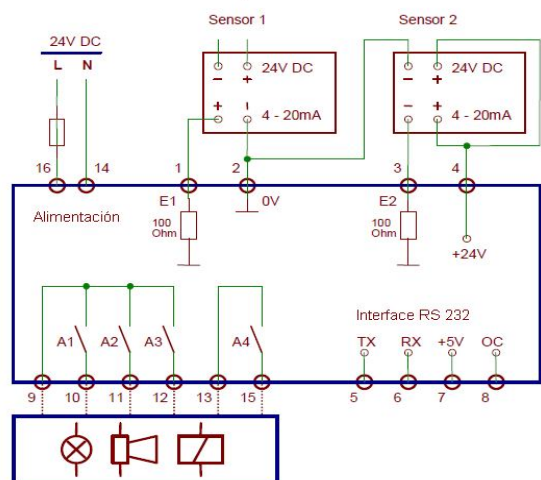 Sensor 1
Sensor 2
24V DC
L N
− +
24V DC
+ −
4 - 20mA
− +
24V DC
− +
4 - 20mA
16 14 1 2 3 4
Alimentación
E1
0V
E2
100
Ohm
100
Ohm
+24V
A1 A2 A3 A4
Interface RS 232
TX RX +5V OC
9 10 11 12 13 15 5 6 7 8